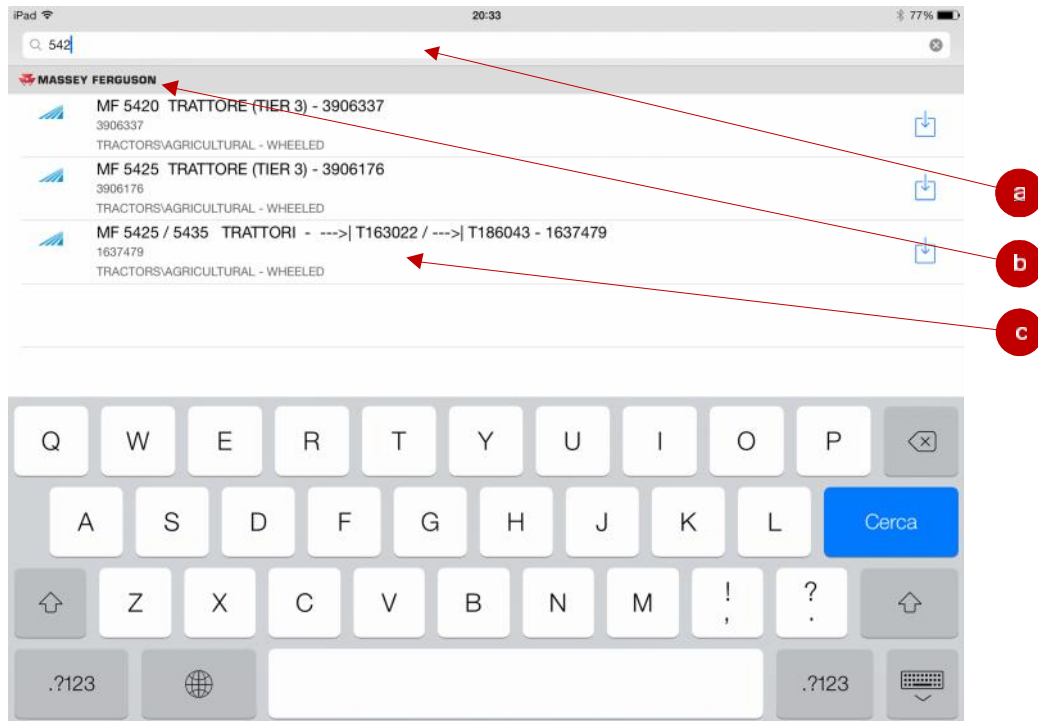 iPad 20:33 77%
542
MASSEY FERGUSON
MF 5420 TRATTORE (TIER 3) - 3906337
3906337
TRACTORS\AGRICULTURAL - WHEELED
MF 5425 TRATTORE (TIER 3) - 3906176
3906176
TRACTORS\AGRICULTURAL - WHEELED
MF 5425 / 5435 TRATTORI - --->| T163022 / --->| T186043 - 1637479
1637479
TRACTORS\AGRICULTURAL - WHEELED
a
b
c
Q W E R T Y U I O P
A S D F G H J K L Cerca
Z X C V B N M ! , ? .
.?123 .?123